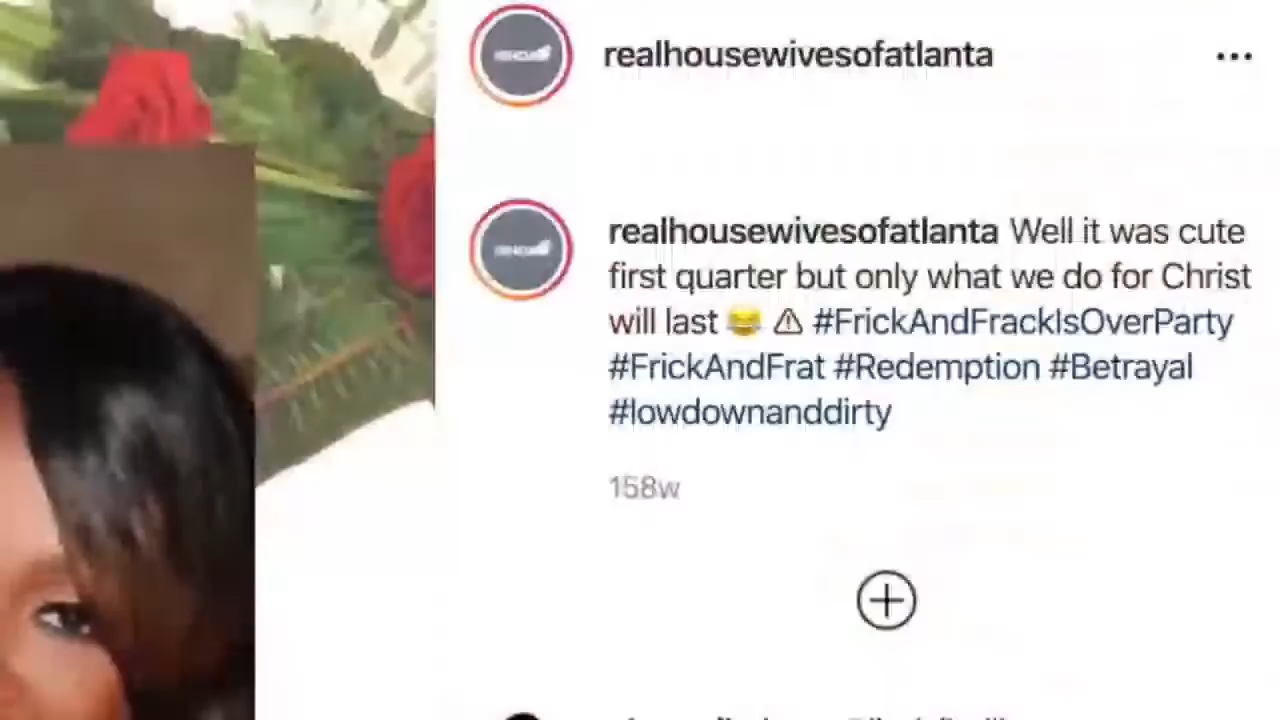 realhousewivesofatlanta
realhousewivesofatlanta Well it was cute
first quarter but only what we do for Christ
will last 😂 ⚠ #FrickAndFrackIsOverParty
#FrickAndFrat #Redemption #Betrayal
#lowdownanddirty
158w